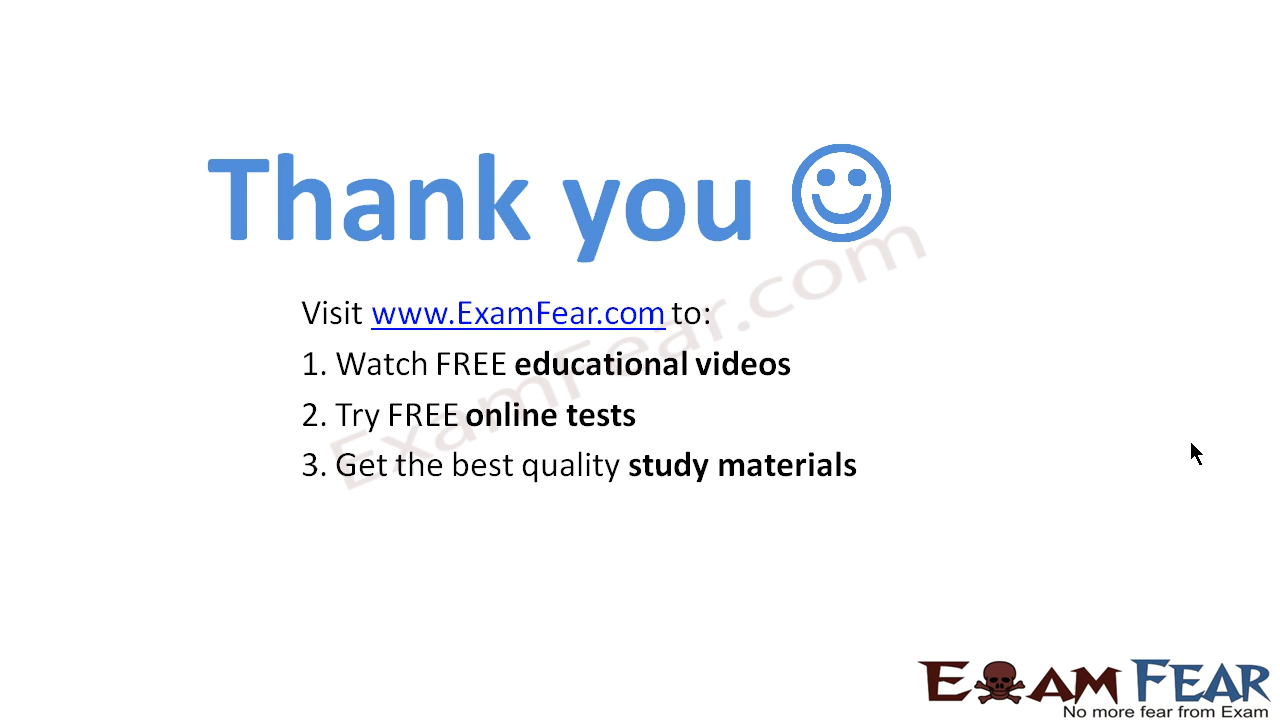 Thank you
Visit www.ExamFear.com to:
1. Watch FREE educational videos
2. Try FREE online tests
3. Get the best quality study materials
ExamFear.com
EXAM FEAR
No more fear from Exam